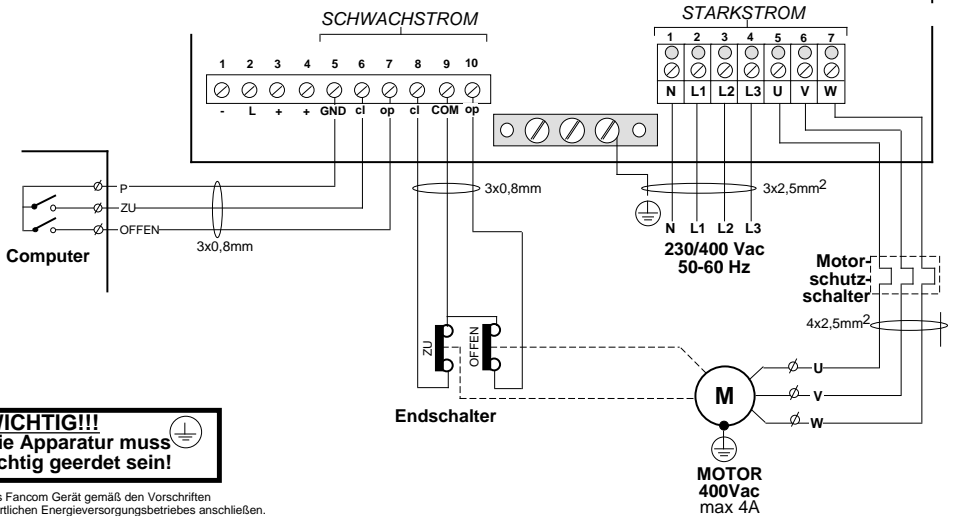 SCHWACHSTROM
STARKSTROM
1 2 3 4 5 6 7 8 9 10
- L + + GND cl op cl COM op
1 2 3 4 5 6 7
N L1 L2 L3 U V W
P
ZU
OFFEN
Computer
3x0,8mm
3x0,8mm
3x2,5mm2
N L1 L2 L3
230/400 Vac
50-60 Hz
Motor-
schutz-
schalter
4x2,5mm2
ZU
OFFEN
Endschalter
M
U
V
W
MOTOR
400Vac
max 4A
WICHTIG!!!
ie Apparatur muss
chtig geerdet sein!
s Fancom Gerät gemäß den Vorschriften
rtlichen Energieversorgungsbetriebes anschließen.